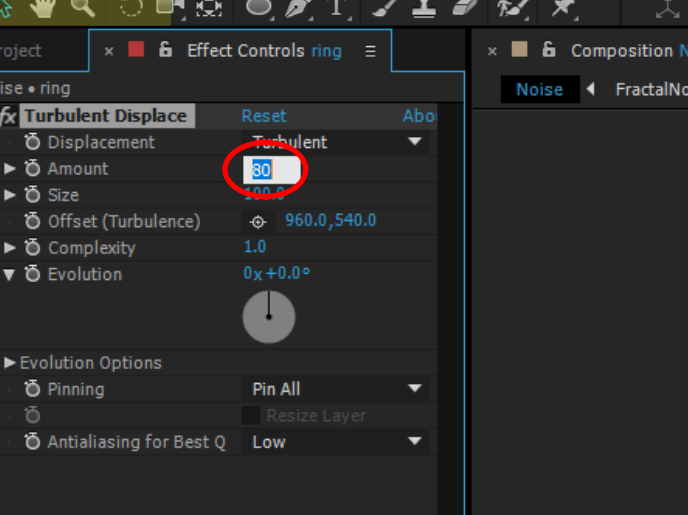 roject × Effect Controls ring ≡ × Composition N
ise • ring Noise FractalNo
fx Turbulent Displace Reset Abou
Displacement Turbulent
Amount 80
Size 100.0
Offset (Turbulence) 960.0,540.0
Complexity 1.0
Evolution 0x+0.0°
Evolution Options
Pinning Pin All
Resize Layer
Antialiasing for Best Q Low